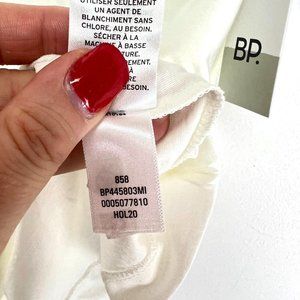 UTILISER SEULEMENT
UN AGENT DE
BLANCHIMENT SANS
CHLORE, AU BESOIN.
SÉCHER À LA
MACHINE À BASSE
BESOIN.
858
BP445803MI
0005077810
HOL20
BP.